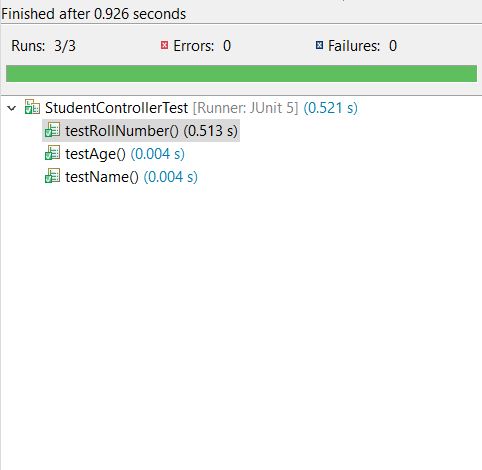 Finished after 0.926 seconds
Runs: 3/3 Errors: 0 Failures: 0
StudentControllerTest [Runner: JUnit 5] (0.521 s)
testRollNumber() (0.513 s)
testAge() (0.004 s)
testName() (0.004 s)